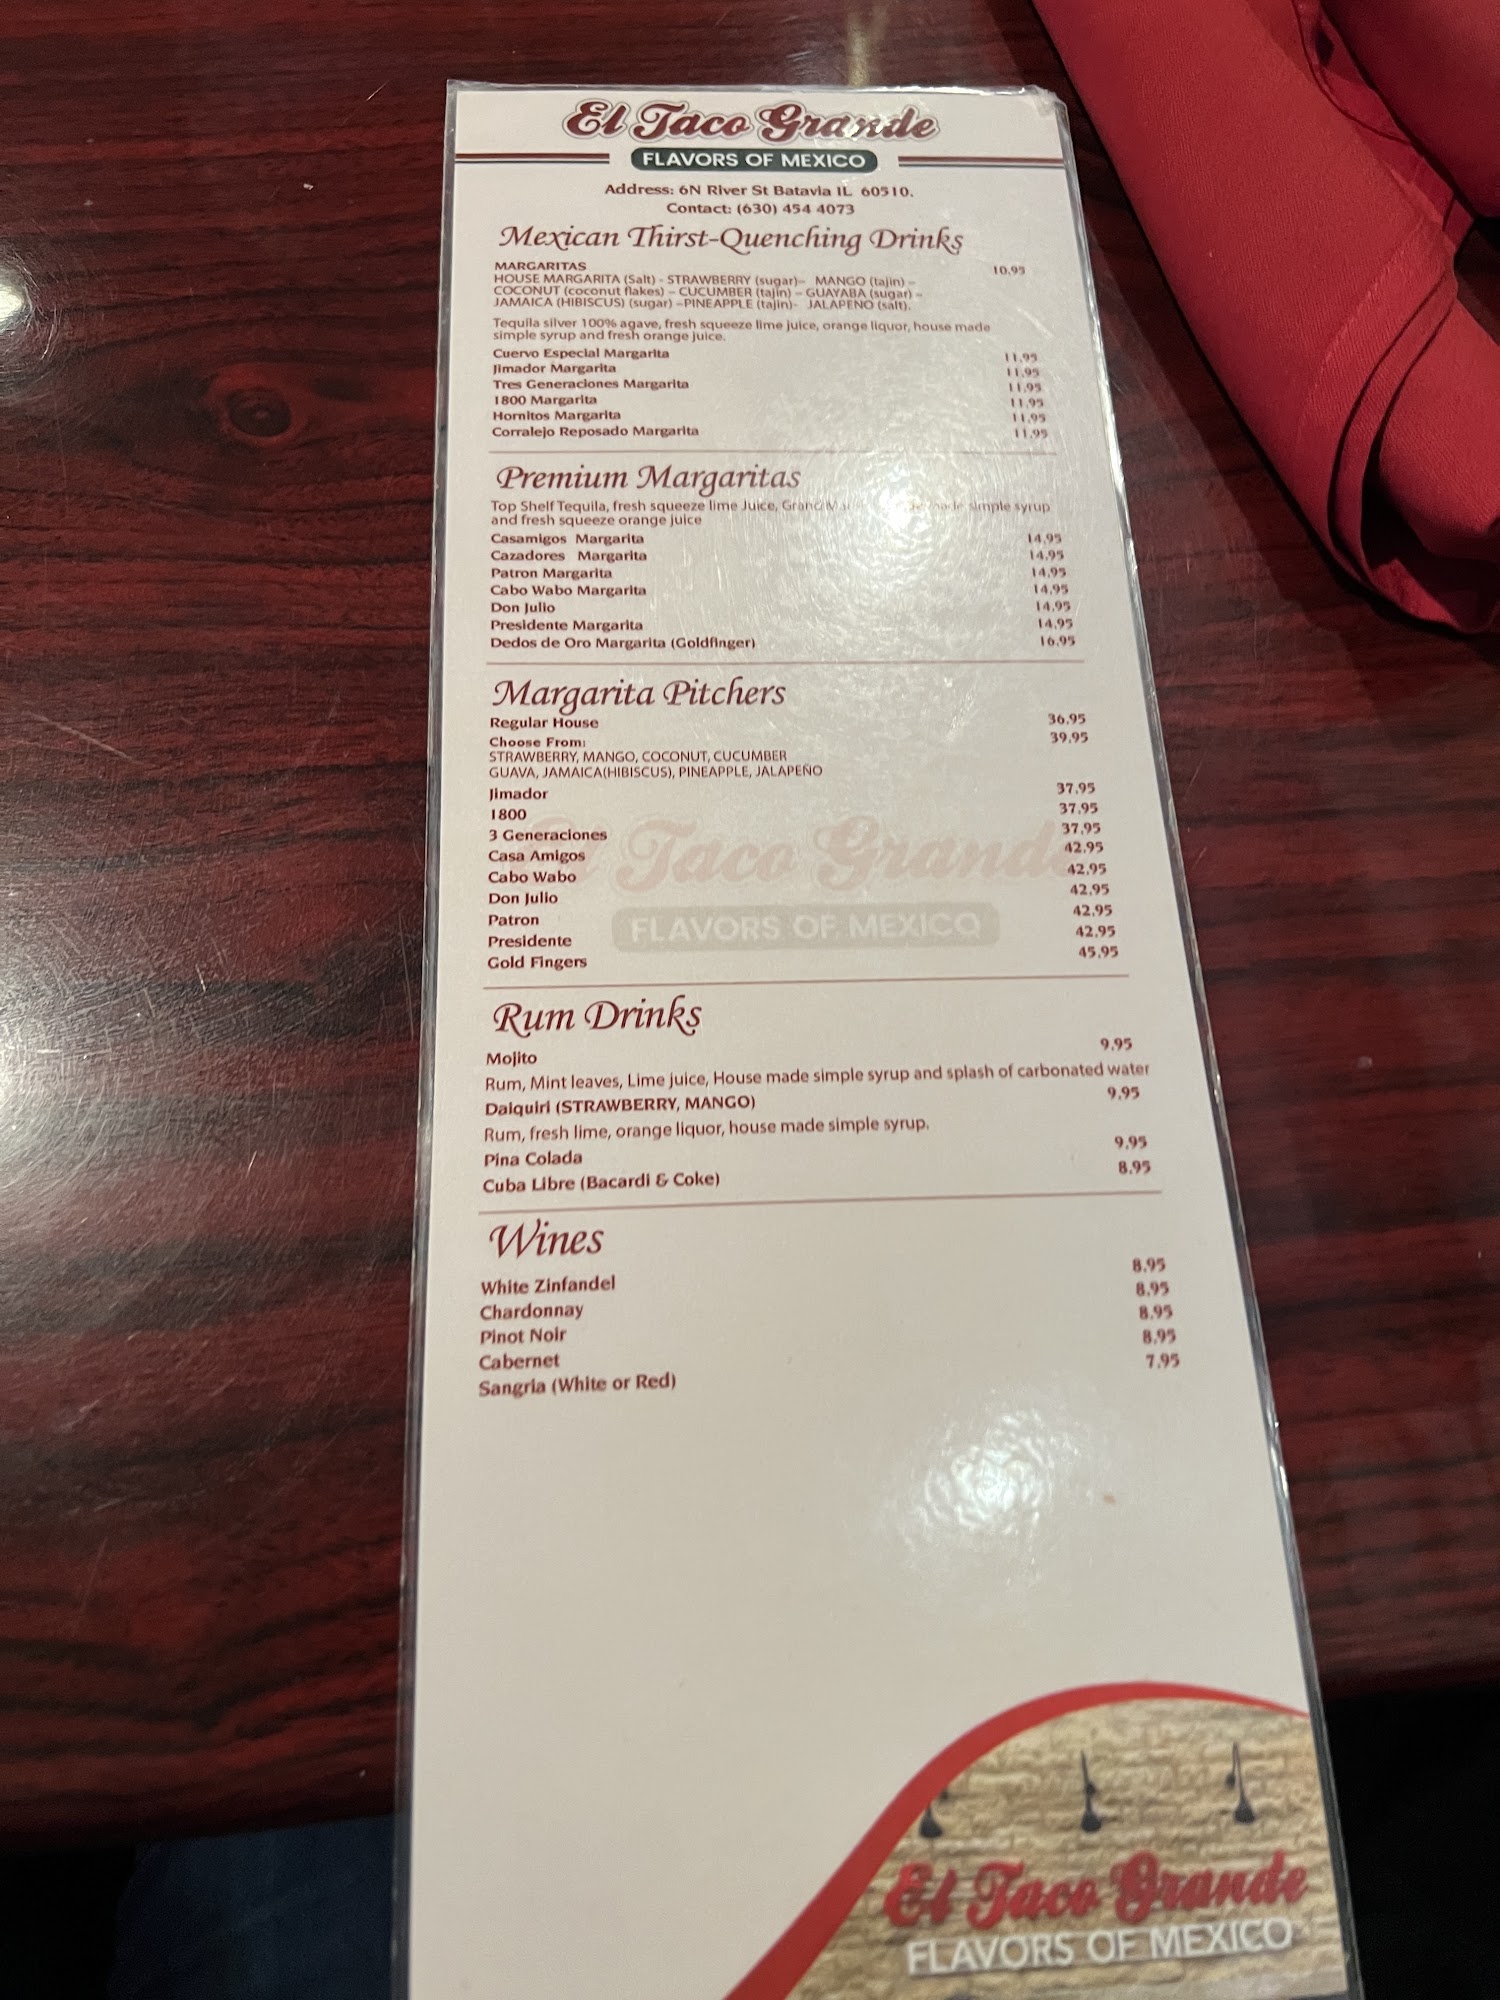 El Taco Grande
FLAVORS OF MEXICO
Address: 6N River St Batavia IL 60510.
Contact: (630) 454 4073
Mexican Thirst-Quenching Drinks
MARGARITAS 10.95
HOUSE MARGARITA (Salt) - STRAWBERRY (sugar)– MANGO (tajin) –
COCONUT (coconut flakes) – CUCUMBER (tajin) – GUAYABA (sugar) –
JAMAICA (HIBISCUS) (sugar) –PINEAPPLE (tajin)- JALAPEÑO (salt).
Tequila silver 100% agave, fresh squeeze lime juice, orange liquor, house made
simple syrup and fresh orange juice.
Cuervo Especial Margarita 11.95
Jimador Margarita 11.95
Tres Generaciones Margarita 11.95
1800 Margarita 11.95
Hornitos Margarita 11.95
Corralejo Reposado Margarita 11.95
Premium Margaritas
Top Shelf Tequila, fresh squeeze lime Juice, Grand simple syrup
and fresh squeeze orange juice
Casamigos Margarita 14.95
Cazadores Margarita 14.95
Patron Margarita 14.95
Cabo Wabo Margarita 14.95
Don Julio 14.95
Presidente Margarita 14.95
Dedos de Oro Margarita (Goldfinger) 16.95
Margarita Pitchers
Regular House 36.95
Choose From: 39.95
STRAWBERRY, MANGO, COCONUT, CUCUMBER
GUAVA, JAMAICA(HIBISCUS), PINEAPPLE, JALAPEÑO
Jimador 37.95
1800 37.95
3 Generaciones 37.95
Casa Amigos 42.95
Cabo Wabo 42.95
Don Julio 42.95
Patron 42.95
Presidente 42.95
Gold Fingers 45.95
El Taco Grande
FLAVORS OF MEXICO
Rum Drinks
Mojito 9.95
Rum, Mint leaves, Lime juice, House made simple syrup and splash of carbonated water
Daiquiri (STRAWBERRY, MANGO) 9.95
Rum, fresh lime, orange liquor, house made simple syrup.
Pina Colada 9.95
Cuba Libre (Bacardi & Coke) 8.95
Wines
White Zinfandel 8.95
Chardonnay 8.95
Pinot Noir 8.95
Cabernet 8.95
Sangria (White or Red) 7.95
El Taco Grande
FLAVORS OF MEXICO